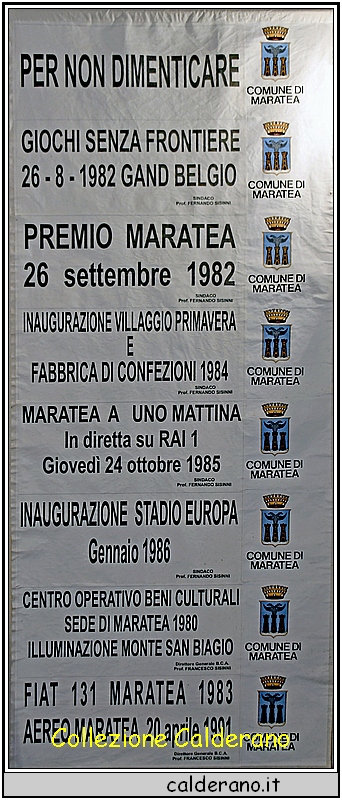 PER NON DIMENTICARE
COMUNE DI
MARATEA
GIOCHI SENZA FRONTIERE
26 - 8 - 1982 GAND BELGIO
SINDACO
Prof. FERNANDO SISINNI
COMUNE DI
MARATEA
PREMIO MARATEA
26 settembre 1982
SINDACO
Prof. FERNANDO SISINNI
COMUNE DI
MARATEA
INAUGURAZIONE VILLAGGIO PRIMAVERA
E
FABBRICA DI CONFEZIONI 1984
SINDACO
Prof. FERNANDO SISINNI
COMUNE DI
MARATEA
MARATEA A UNO MATTINA
In diretta su RAI 1
Giovedì 24 ottobre 1985
SINDACO
Prof. FERNANDO SISINNI
COMUNE DI
MARATEA
INAUGURAZIONE STADIO EUROPA
Gennaio 1986
SINDACO
Prof. FERNANDO SISINNI
COMUNE DI
MARATEA
CENTRO OPERATIVO BENI CULTURALI
SEDE DI MARATEA 1980
ILLUMINAZIONE MONTE SAN BIAGIO
Direttore Generale B.C.A.
Prof. FRANCESCO SISINNI
COMUNE DI
MARATEA
FIAT 131 MARATEA 1983
AEREO MARATEA 20 aprile 1991
Direttore Generale B.C.A.
Prof. FRANCESCO SISINNI
COMUNE DI
MARATEA
Collezione Calderano
calderano.it